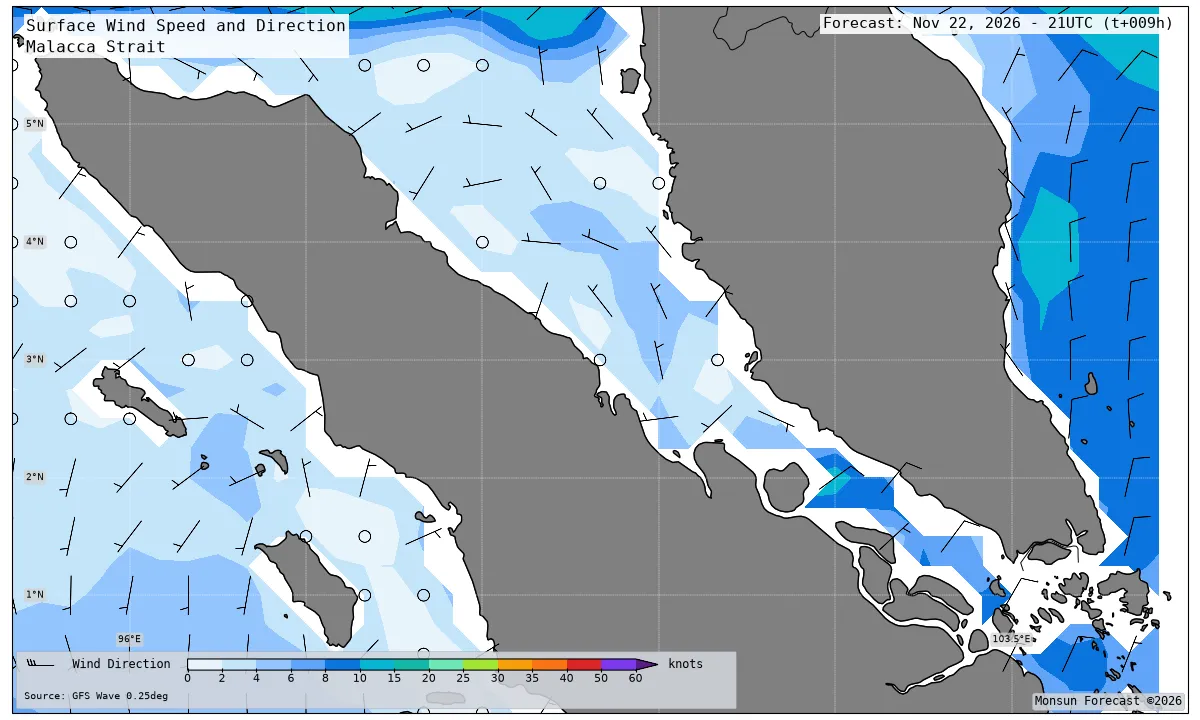 Surface Wind Speed and Direction
Malacca Strait
Forecast: Nov 22, 2026 - 21UTC (t+009h)
5°N
4°N
3°N
2°N
1°N
96°E
103.5°E
Wind Direction
0 2 4 6 8 10 15 20 25 30 35 40 50 60
knots
Source: GFS Wave 0.25deg
Monsun Forecast ©2026